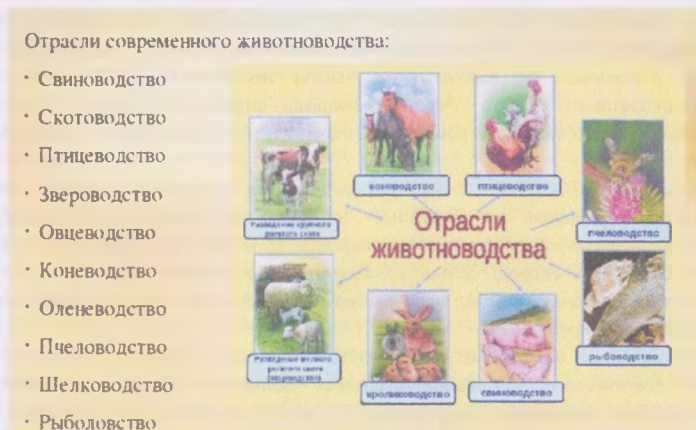 Отрасли современного животноводства:
· Свиноводство
· Скотоводство
· Птицеводство
· Звероводство
· Овцеводство
· Коневодство
· Оленеводство
· Пчеловодство
· Шелководство
· Рыболовство
коневодство
птицеводство
Разведение крупного
рогатого скота
пчеловодство
Отрасли
животноводства
Разведение мелкого
рогатого скота
(овцеводство)
кролиководство
свиноводство
рыбоводство